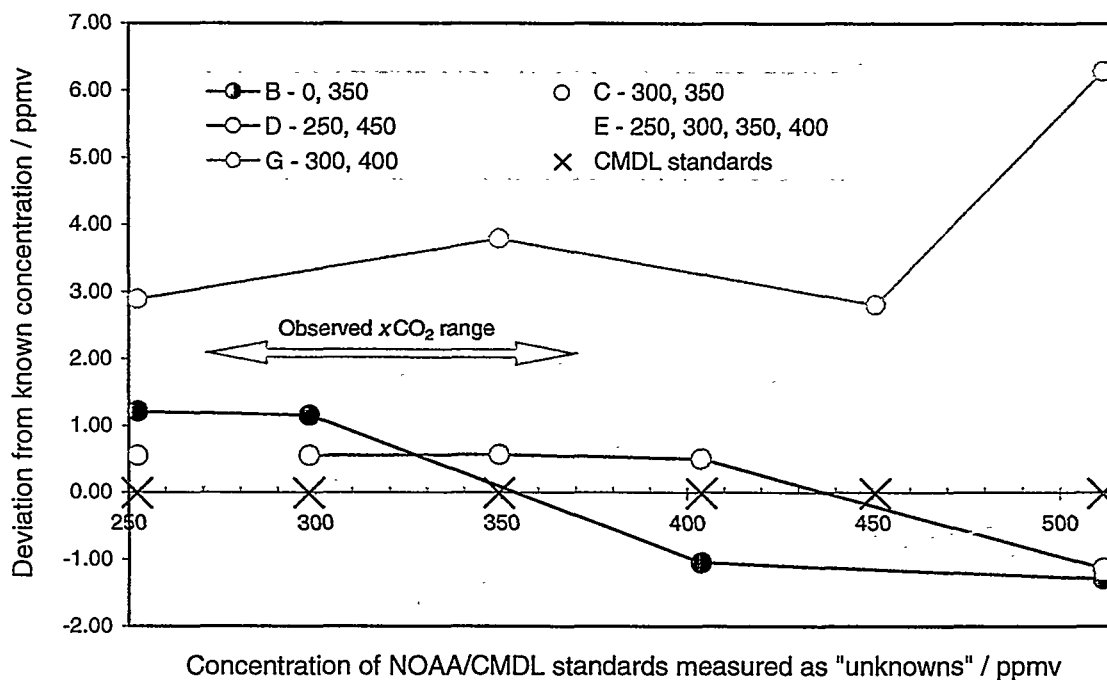 7.00
6.00
5.00
4.00
3.00
2.00
1.00
0.00
-1.00
-2.00
Deviation from known concentration / ppmv
B - 0, 350
C - 300, 350
D - 250, 450
E - 250, 300, 350, 400
G - 300, 400
CMDL standards
Observed xCO₂ range
250
300
350
400
450
500
Concentration of NOAA/CMDL standards measured as "unknowns" / ppmv